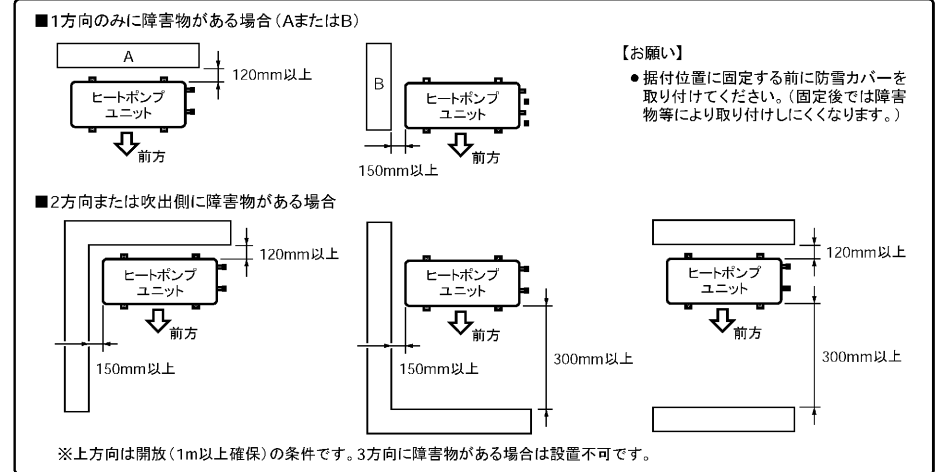 ■1方向のみに障害物がある場合（AまたはB）
A
120mm以上
ヒートポンプ
ユニット
前方
B
ヒートポンプ
ユニット
前方
150mm以上
【お願い】
●据付位置に固定する前に防雪カバーを
取り付けてください。（固定後では障害
物等により取り付けしにくくなります。）
■2方向または吹出側に障害物がある場合
120mm以上
ヒートポンプ
ユニット
前方
150mm以上
ヒートポンプ
ユニット
前方
150mm以上
300mm以上
120mm以上
ヒートポンプ
ユニット
前方
300mm以上
※上方向は開放（1m以上確保）の条件です。3方向に障害物がある場合は設置不可です。